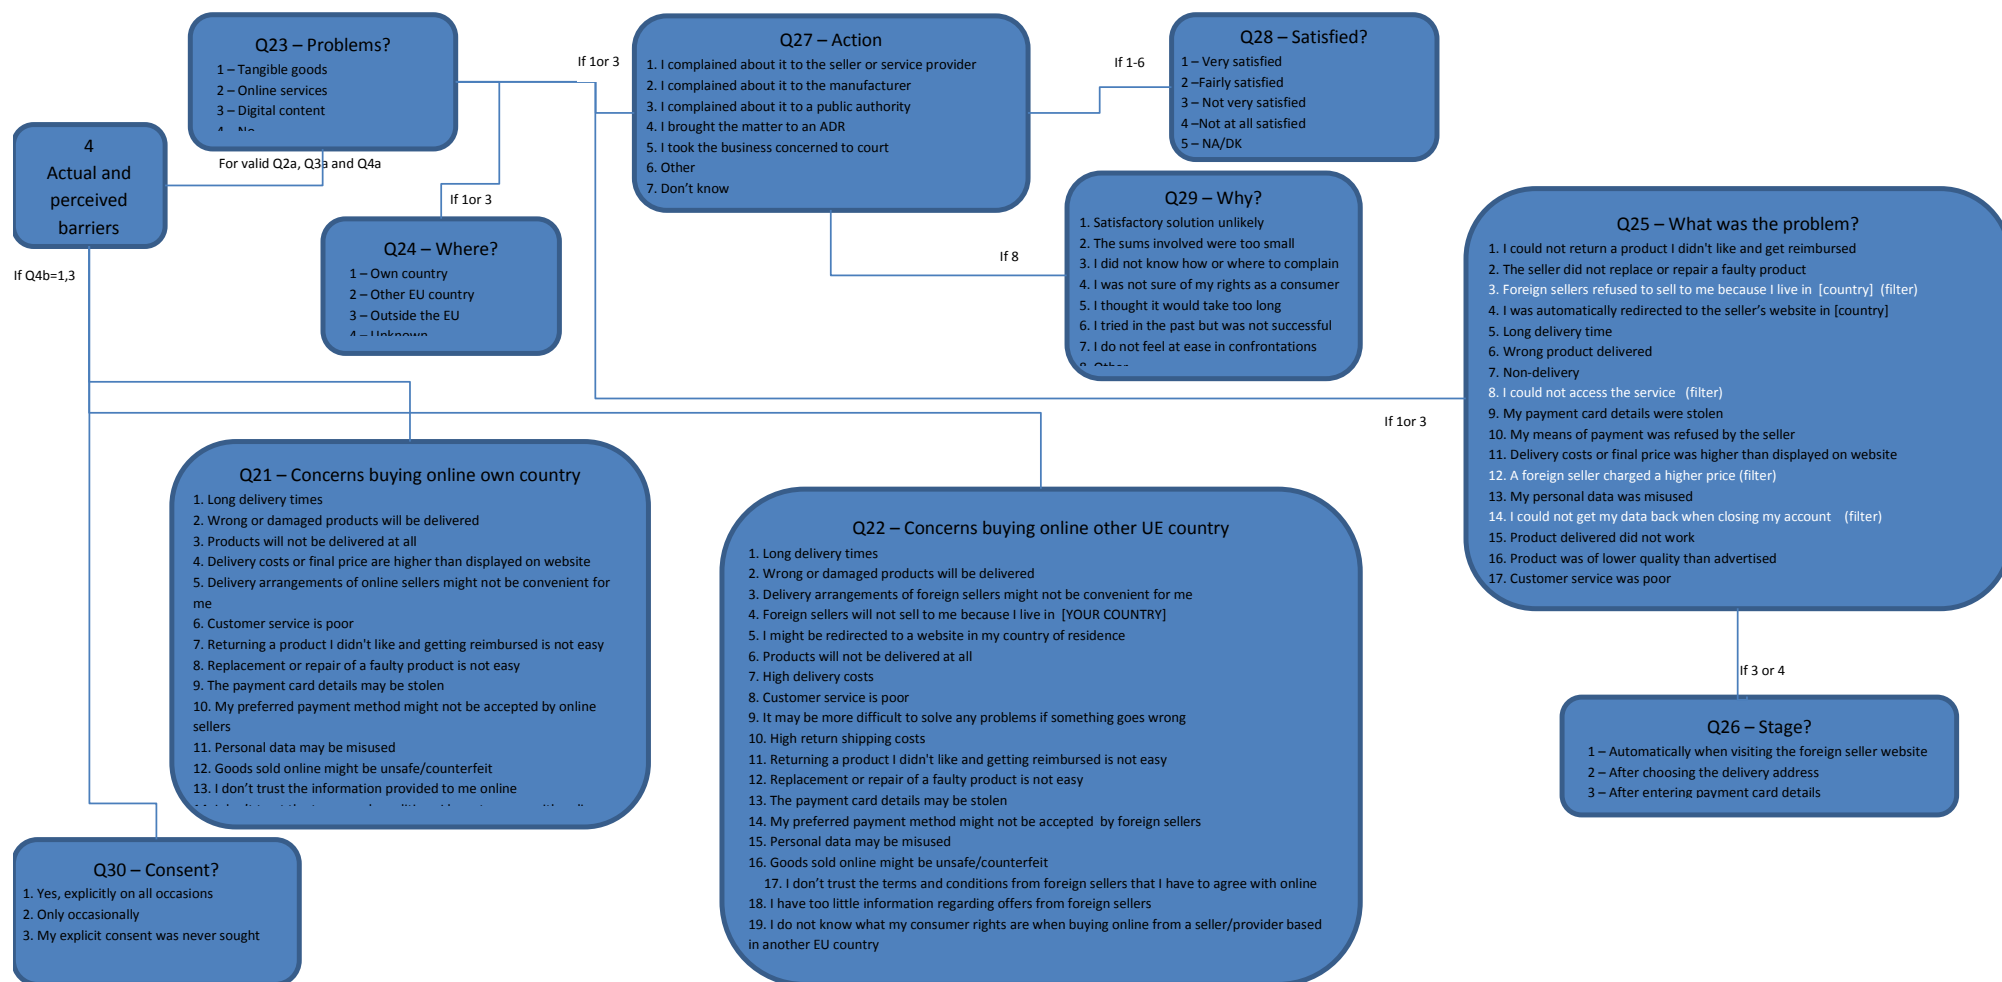 Q23 – Problems?
1 – Tangible goods
2 – Online services
3 – Digital content
4 – No
If 1or 3
Q27 – Action
1. I complained about it to the seller or service provider
2. I complained about it to the manufacturer
3. I complained about it to a public authority
4. I brought the matter to an ADR
5. I took the business concerned to court
6. Other
7. Don't know
If 1-6
Q28 – Satisfied?
1 – Very satisfied
2 –Fairly satisfied
3 – Not very satisfied
4 –Not at all satisfied
5 – NA/DK
4
Actual and
perceived
barriers
For valid Q2a, Q3a and Q4a
If Q4b=1,3
If 1or 3
Q24 – Where?
1 – Own country
2 – Other EU country
3 – Outside the EU
4 – Unknown
If 8
Q29 – Why?
1. Satisfactory solution unlikely
2. The sums involved were too small
3. I did not know how or where to complain
4. I was not sure of my rights as a consumer
5. I thought it would take too long
6. I tried in the past but was not successful
7. I do not feel at ease in confrontations
8. Other
If 1or 3
Q25 – What was the problem?
1. I could not return a product I didn't like and get reimbursed
2. The seller did not replace or repair a faulty product
3. Foreign sellers refused to sell to me because I live in [country] (filter)
4. I was automatically redirected to the seller's website in [country]
5. Long delivery time
6. Wrong product delivered
7. Non-delivery
8. I could not access the service (filter)
9. My payment card details were stolen
10. My means of payment was refused by the seller
11. Delivery costs or final price was higher than displayed on website
12. A foreign seller charged a higher price (filter)
13. My personal data was misused
14. I could not get my data back when closing my account (filter)
15. Product delivered did not work
16. Product was of lower quality than advertised
17. Customer service was poor
If 3 or 4
Q26 – Stage?
1 – Automatically when visiting the foreign seller website
2 – After choosing the delivery address
3 – After entering payment card details
Q21 – Concerns buying online own country
1. Long delivery times
2. Wrong or damaged products will be delivered
3. Products will not be delivered at all
4. Delivery costs or final price are higher than displayed on website
5. Delivery arrangements of online sellers might not be convenient for
me
6. Customer service is poor
7. Returning a product I didn't like and getting reimbursed is not easy
8. Replacement or repair of a faulty product is not easy
9. The payment card details may be stolen
10. My preferred payment method might not be accepted by online
sellers
11. Personal data may be misused
12. Goods sold online might be unsafe/counterfeit
13. I don't trust the information provided to me online
Q22 – Concerns buying online other UE country
1. Long delivery times
2. Wrong or damaged products will be delivered
3. Delivery arrangements of foreign sellers might not be convenient for me
4. Foreign sellers will not sell to me because I live in [YOUR COUNTRY]
5. I might be redirected to a website in my country of residence
6. Products will not be delivered at all
7. High delivery costs
8. Customer service is poor
9. It may be more difficult to solve any problems if something goes wrong
10. High return shipping costs
11. Returning a product I didn't like and getting reimbursed is not easy
12. Replacement or repair of a faulty product is not easy
13. The payment card details may be stolen
14. My preferred payment method might not be accepted by foreign sellers
15. Personal data may be misused
16. Goods sold online might be unsafe/counterfeit
17. I don't trust the terms and conditions from foreign sellers that I have to agree with online
18. I have too little information regarding offers from foreign sellers
19. I do not know what my consumer rights are when buying online from a seller/provider based
in another EU country
Q30 – Consent?
1. Yes, explicitly on all occasions
2. Only occasionally
3. My explicit consent was never sought